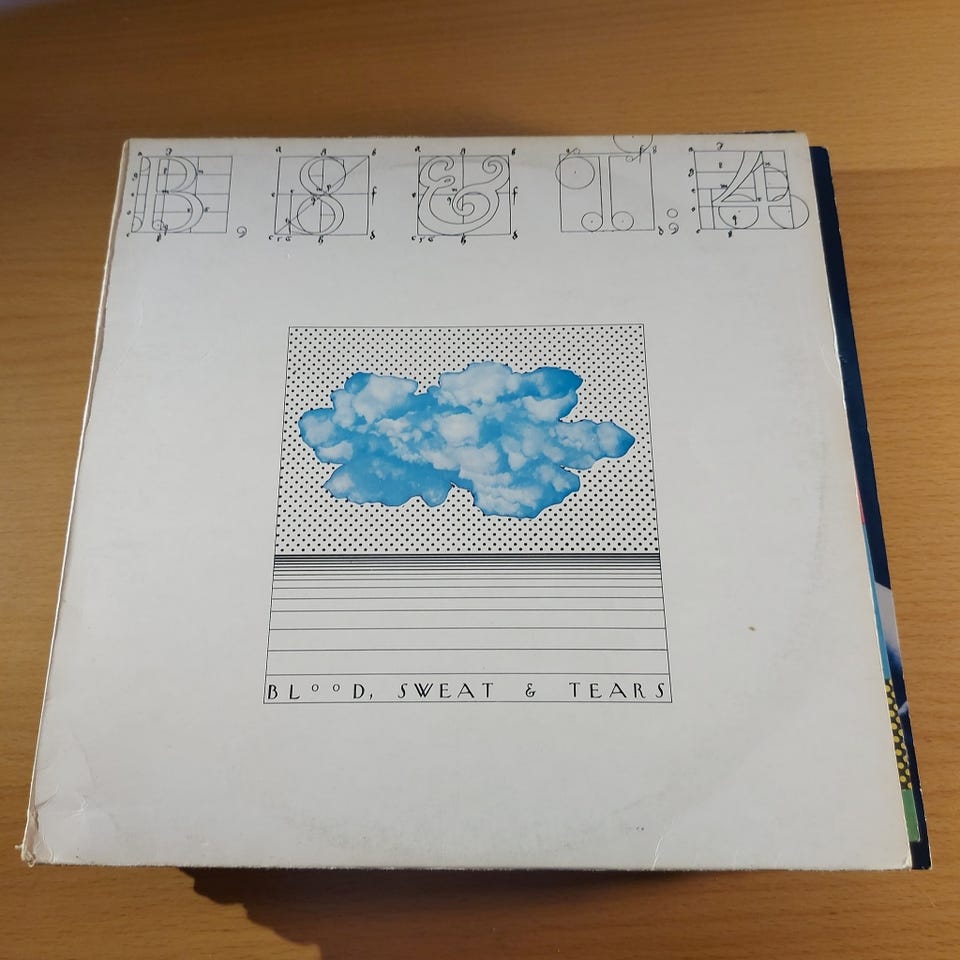 B, S & T; 4
BLOOD, SWEAT & TEARS